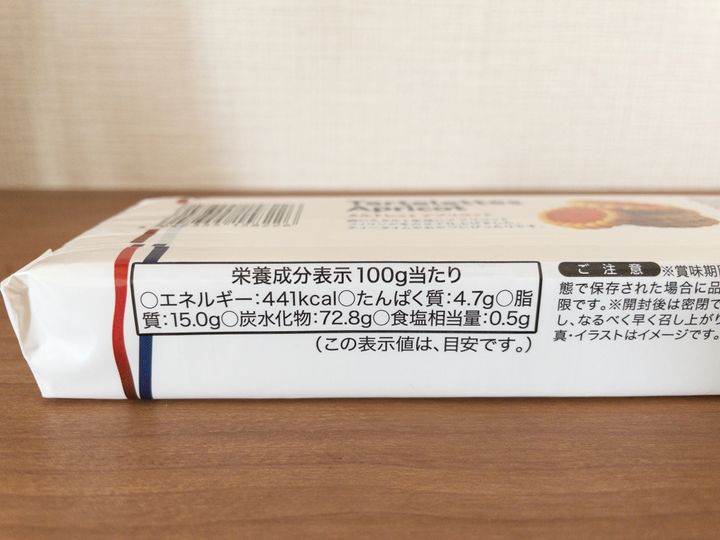 Tartelettes
Apricot
栄養成分表示 100g当たり
○エネルギー:441kcal○たんぱく質:4.7g○脂
質:15.0g○炭水化物:72.8g○食塩相当量:0.5g
(この表示値は、目安です。)
ご注意 ※賞味期限
態で保存された場合に品
限です。※開封後は密閉で
し、なるべく早く召し上がり
真・イラストはイメージです。